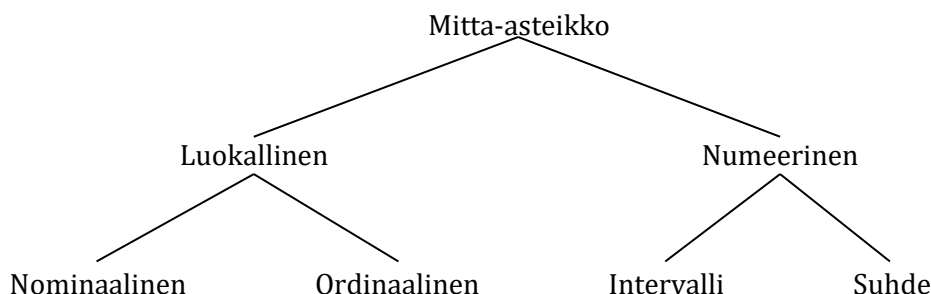 Mitta-asteikko
Luokallinen Numeerinen
Nominaalinen Ordinaalinen Intervalli Suhde